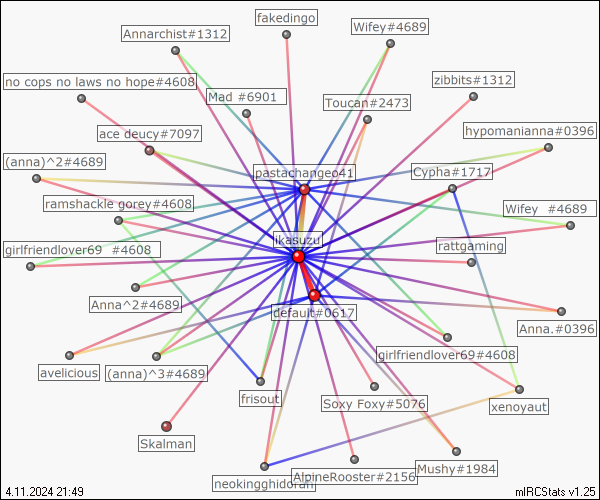 fakedingo
Annarchist#1312
Wifey#4689
no cops no laws no hope#4608
zibbits#1312
Mad #6901
Toucan#2473
ace deucy#7097
hypomanianna#0396
(anna)^2#4689
pastachangeo41
Cypha#1717
ramshackle gorey#4608
Wifey #4689
ikasuzu
girlfriendlover69 #4608
rattgaming
Anna^2#4689
default#0617
Anna.#0396
girlfriendlover69#4608
avelicious
(anna)^3#4689
frisout
Soxy Foxy#5076
xenoyaut
Skalman
neokingghidorah
AlpineRooster#2156
Mushy#1984
4.11.2024 21:49
mIRCStats v1.25